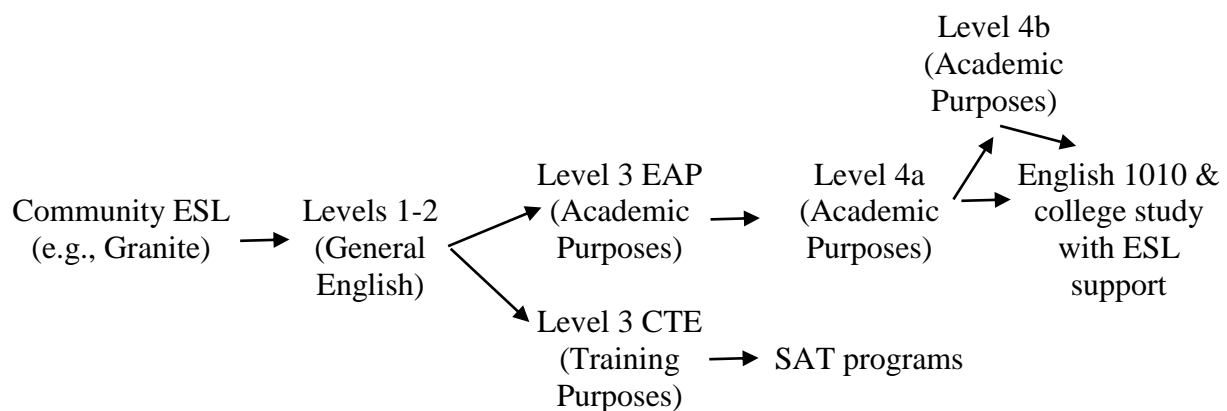 Level 4b
(Academic
Purposes)
Community ESL
(e.g., Granite)
Levels 1-2
(General
English)
Level 3 EAP
(Academic
Purposes)
Level 4a
(Academic
Purposes)
English 1010 &
college study
with ESL
support
Level 3 CTE
(Training
Purposes)
SAT programs